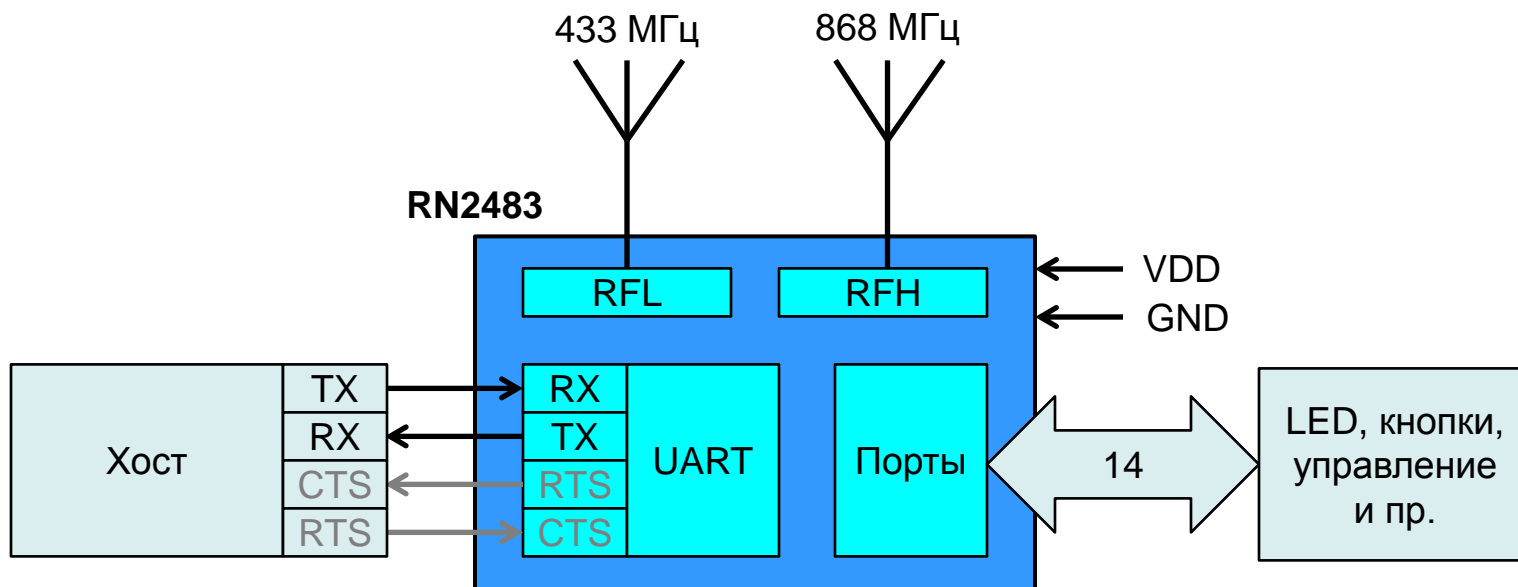 433 МГц
868 МГц
RN2483
RFL
RFH
VDD
GND
Хост
TX
RX
CTS
RTS
RX
TX
RTS
CTS
UART
Порты
14
LED, кнопки,
управление
и пр.